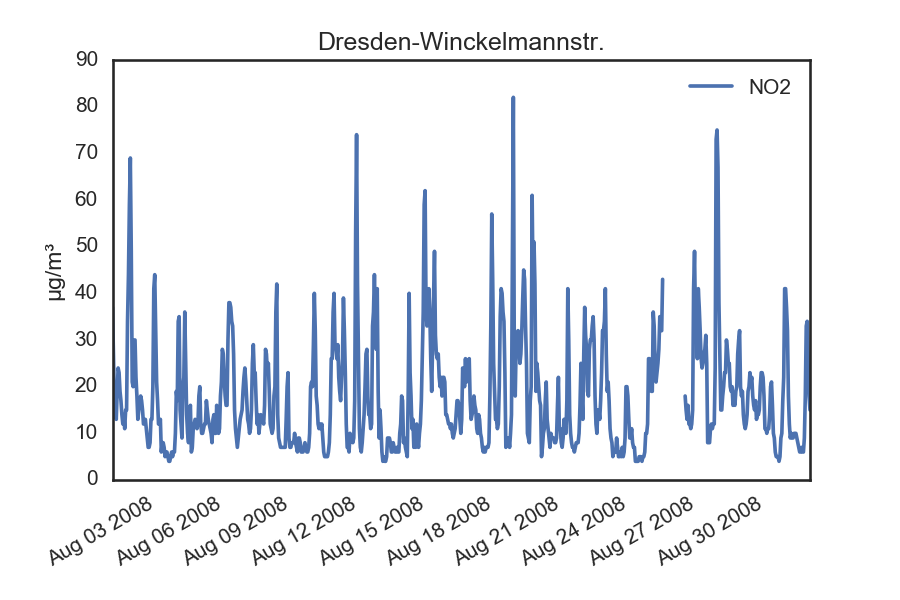 Dresden-Winckelmannstr.
90
80
70
60
50
40
30
20
10
0
µg/m³
NO2
Aug 03 2008
Aug 06 2008
Aug 09 2008
Aug 12 2008
Aug 15 2008
Aug 18 2008
Aug 21 2008
Aug 24 2008
Aug 27 2008
Aug 30 2008